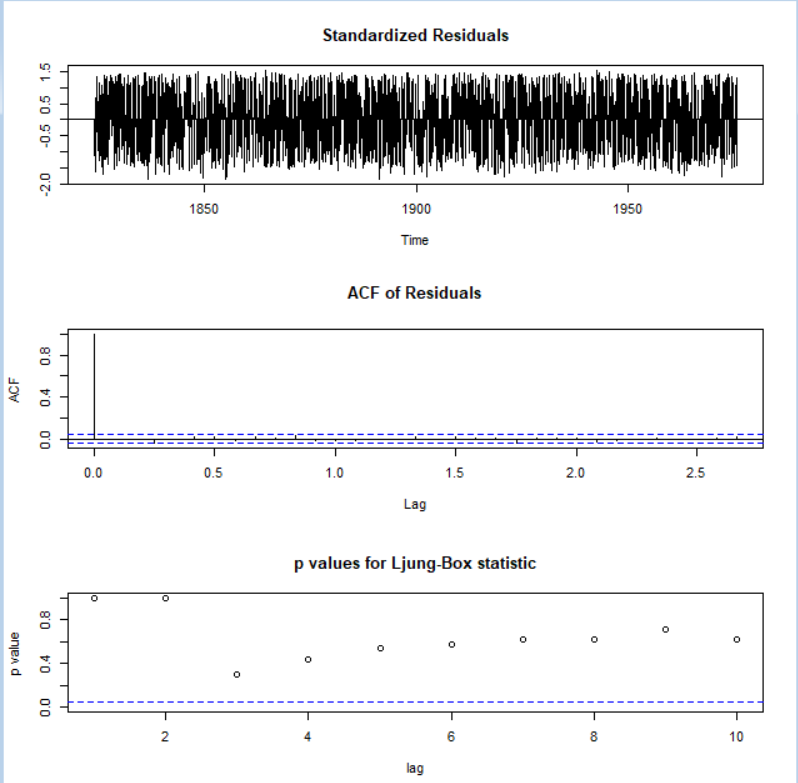 Standardized Residuals
1.5
0.5
-0.5
-2.0
1850 1900 1950
Time
ACF of Residuals
ACF
0.8
0.4
0.0
0.0 0.5 1.0 1.5 2.0 2.5
Lag
p values for Ljung-Box statistic
p value
0.8
0.4
0.0
2 4 6 8 10
lag